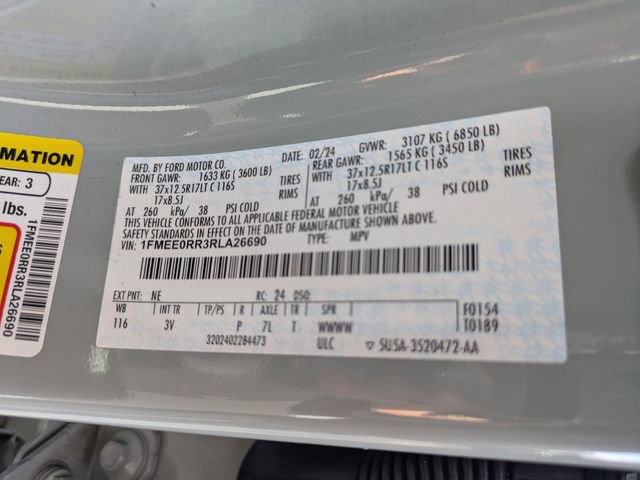 MATION
EAR: 3
lbs.
1FMEE0RR3RLA26690
MFD. BY FORD MOTOR CO.
DATE: 02/24 GVWR: 3107 KG ( 6850 LB)
FRONT GAWR: 1633 KG ( 3600 LB) REAR GAWR: 1565 KG ( 3450 LB)
WITH 37x12.5R17LT C 116S TIRES WITH 37x12.5R17LT C 116S TIRES
17x8.5J RIMS 17x8.5J RIMS
AT 260 kPa/ 38 PSI COLD AT 260 kPa/ 38 PSI COLD
THIS VEHICLE CONFORMS TO ALL APPLICABLE FEDERAL MOTOR VEHICLE
SAFETY STANDARDS IN EFFECT ON THE DATE OF MANUFACTURE SHOWN ABOVE.
VIN: 1FMEE0RR3RLA26690 TYPE: MPV
EXT PNT: NE RC: 24 DSO:
WB INT TR TP/PS R AXLE TR SPR F0154
116 3V P 7L T WWWW T0189
3202402284473 ULC ▽ 5U5A-3520472-AA